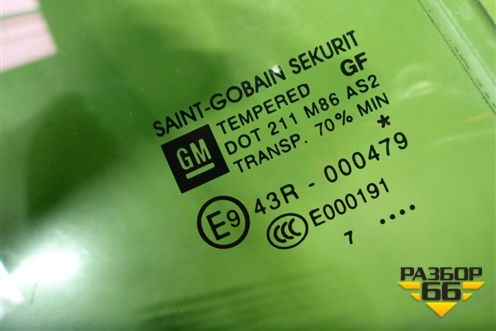 SAINT-GOBAIN SEKURIT
TEMPERED GF
GM DOT 211 M86 AS2
TRANSP. 70% MIN
E9 43R - 000479 *
CCC E000191
7 ....
РАЗБОР
66